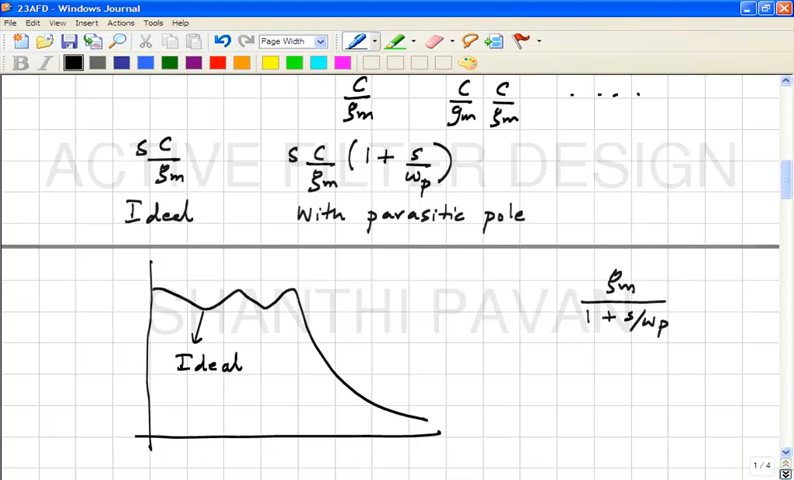 23AFD - Windows Journal
File Edit View Insert Actions Tools Help
Page Width
B I
C/gm C/gm C/gm . . . .
s C/gm s C/gm (1 + s/ωp)
ACTIVE FILTER DESIGN
Ideal With parasitic pole
gm/(1 + s/ωp)
SHANTHI PAVAN
Ideal
1 / 4